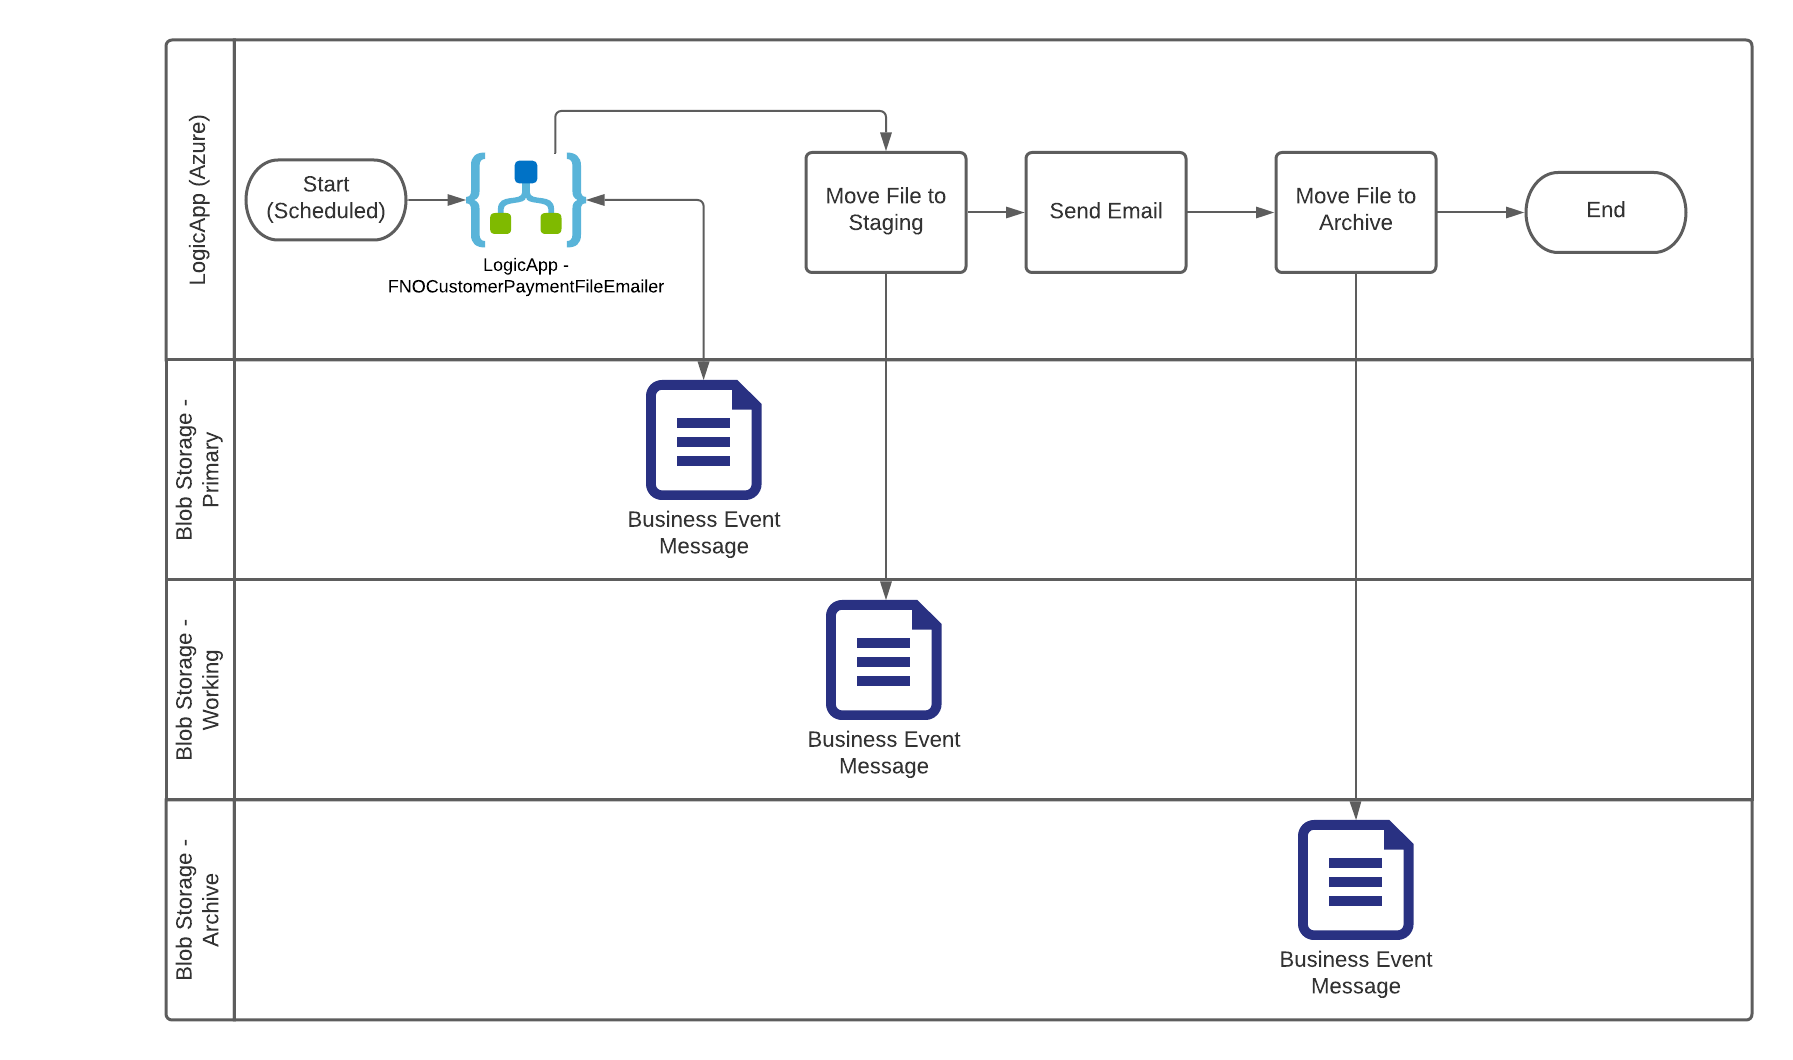 LogicApp (Azure)
Start
(Scheduled)
LogicApp -
FNOCustomerPaymentFileEmailer
Move File to
Staging
Send Email
Move File to
Archive
End
Blob Storage -
Primary
Business Event
Message
Blob Storage -
Working
Business Event
Message
Blob Storage -
Archive
Business Event
Message